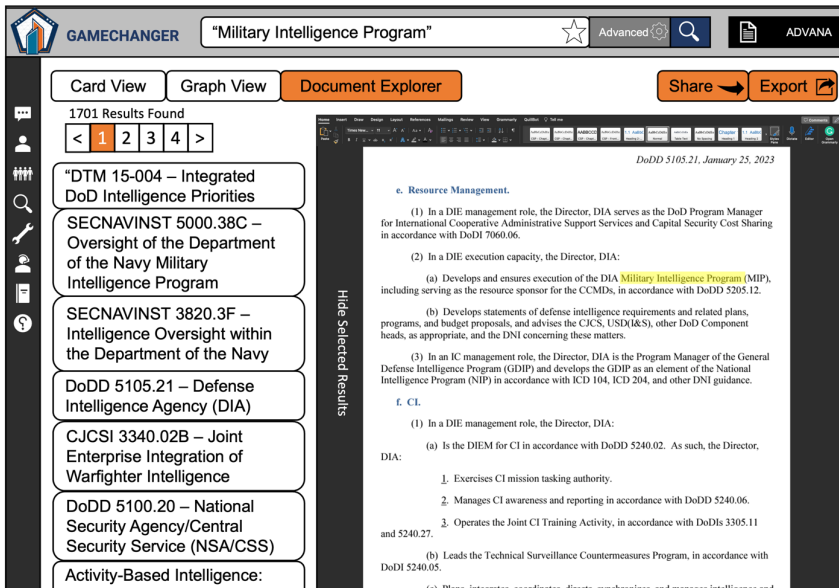 GAMECHANGER
“Military Intelligence Program”
Advanced
ADVANA
Card View
Graph View
Document Explorer
Share
Export
1701 Results Found
< 1 2 3 4 >
“DTM 15-004 – Integrated
DoD Intelligence Priorities
SECNAVINST 5000.38C –
Oversight of the Department
of the Navy Military
Intelligence Program
SECNAVINST 3820.3F –
Intelligence Oversight within
the Department of the Navy
DoDD 5105.21 – Defense
Intelligence Agency (DIA)
CJCSI 3340.02B – Joint
Enterprise Integration of
Warfighter Intelligence
DoDD 5100.20 – National
Security Agency/Central
Security Service (NSA/CSS)
Activity-Based Intelligence:
Hide Selected Results
Home Insert Draw Design Layout References Mailings Review View Grammarly QuillBot Tell me
Comments
DoDD 5105.21, January 25, 2023
e. Resource Management.
(1) In a DIE management role, the Director, DIA serves as the DoD Program Manager
for International Cooperative Administrative Support Services and Capital Security Cost Sharing
in accordance with DoDI 7060.06.
(2) In a DIE execution capacity, the Director, DIA:
(a) Develops and ensures execution of the DIA Military Intelligence Program (MIP),
including serving as the resource sponsor for the CCMDs, in accordance with DoDD 5205.12.
(b) Develops statements of defense intelligence requirements and related plans,
programs, and budget proposals, and advises the CJCS, USD(I&S), other DoD Component
heads, as appropriate, and the DNI concerning these matters.
(3) In an IC management role, the Director, DIA is the Program Manager of the General
Defense Intelligence Program (GDIP) and develops the GDIP as an element of the National
Intelligence Program (NIP) in accordance with ICD 104, ICD 204, and other DNI guidance.
f. CI.
(1) In a DIE management role, the Director, DIA:
(a) Is the DIEM for CI in accordance with DoDD 5240.02. As such, the Director,
DIA:
1. Exercises CI mission tasking authority.
2. Manages CI awareness and reporting in accordance with DoDD 5240.06.
3. Operates the Joint CI Training Activity, in accordance with DoDIs 3305.11
and 5240.27.
(b) Leads the Technical Surveillance Countermeasures Program, in accordance with
DoDI 5240.05.